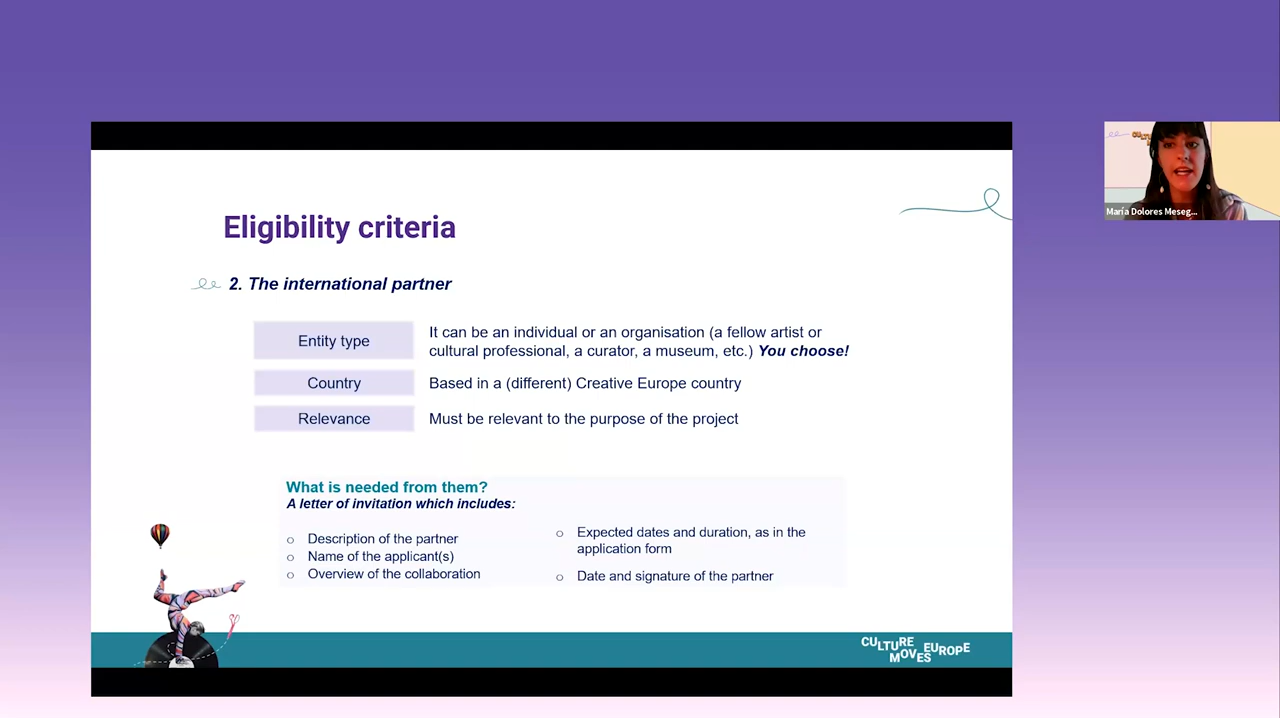 Eligibility criteria
2. The international partner
Entity type
It can be an individual or an organisation (a fellow artist or
cultural professional, a curator, a museum, etc.) You choose!
Country
Based in a (different) Creative Europe country
Relevance
Must be relevant to the purpose of the project
What is needed from them?
A letter of invitation which includes:
o Description of the partner
o Name of the applicant(s)
o Overview of the collaboration
o Expected dates and duration, as in the
application form
o Date and signature of the partner
CULTURE
MOVES EUROPE
María Dolores Meseg...